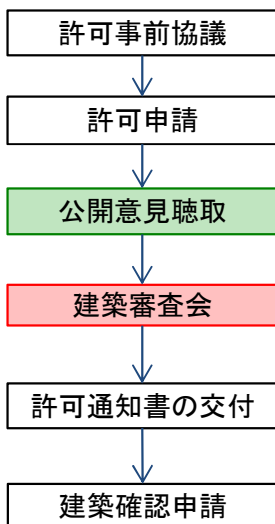 許可事前協議
許可申請
公開意見聴取
建築審査会
許可通知書の交付
建築確認申請